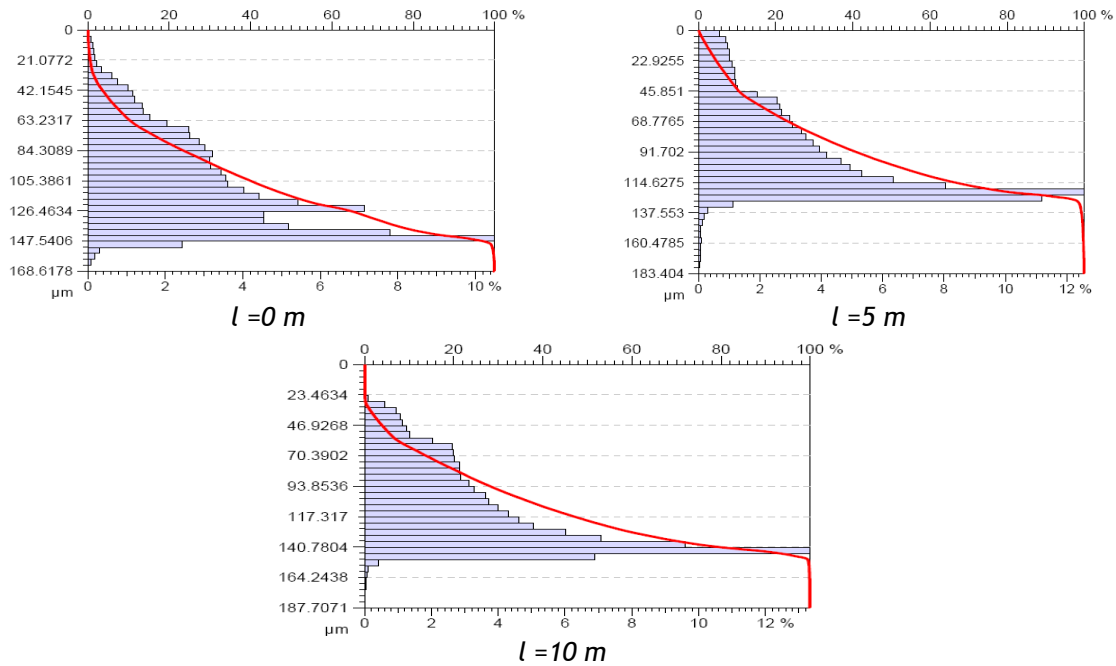 0 20 40 60 80 100 %
0
21.0772
42.1545
63.2317
84.3089
105.3861
126.4634
147.5406
168.6178
µm
0 2 4 6 8 10 %
l =0 m
0 20 40 60 80 100 %
0
22.9255
45.851
68.7765
91.702
114.6275
137.553
160.4785
183.404
µm
0 2 4 6 8 10 12 %
l =5 m
0 20 40 60 80 100 %
0
23.4634
46.9268
70.3902
93.8536
117.317
140.7804
164.2438
187.7071
µm
0 2 4 6 8 10 12 %
l =10 m